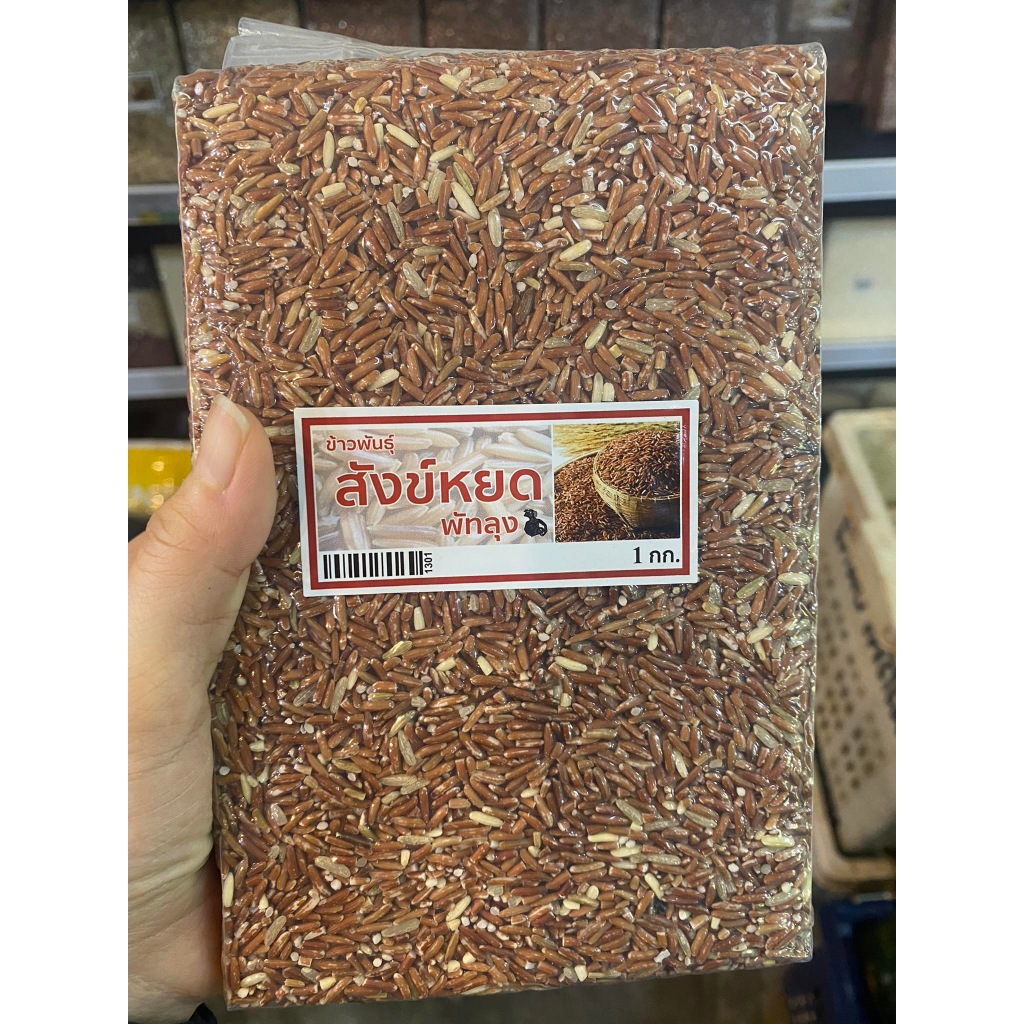 ข้าวพันธุ์
สังข์หยด
พัทลุง
1301
1 กก.